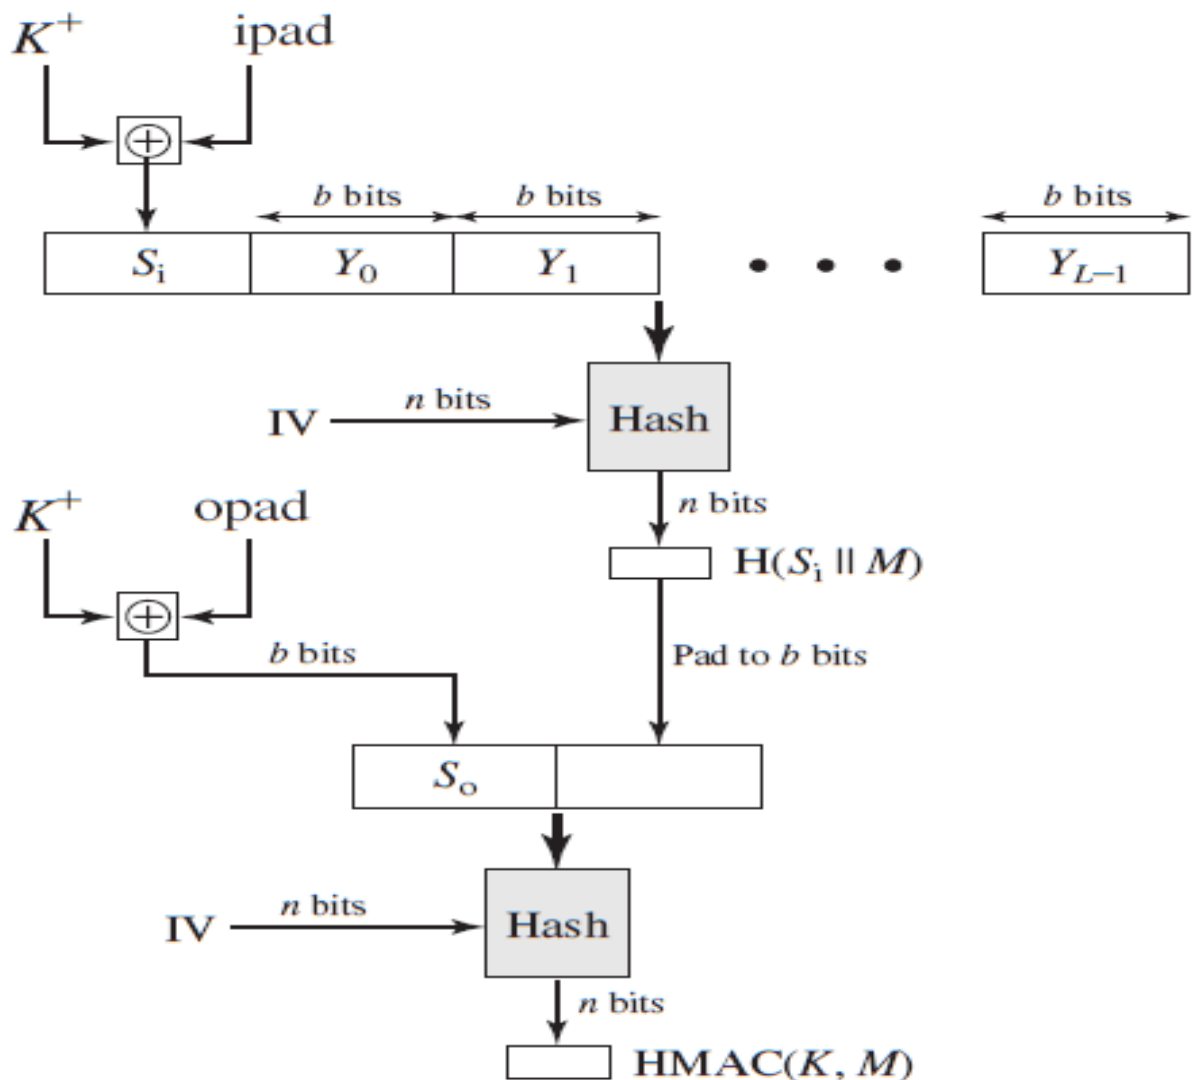 K⁺ ipad
b bits b bits b bits
Sᵢ Y₀ Y₁ • • • Y_{L–1}
n bits
IV Hash
n bits
K⁺ opad
H(Sᵢ || M)
b bits Pad to b bits
Sₒ
n bits
IV Hash
n bits
HMAC(K, M)